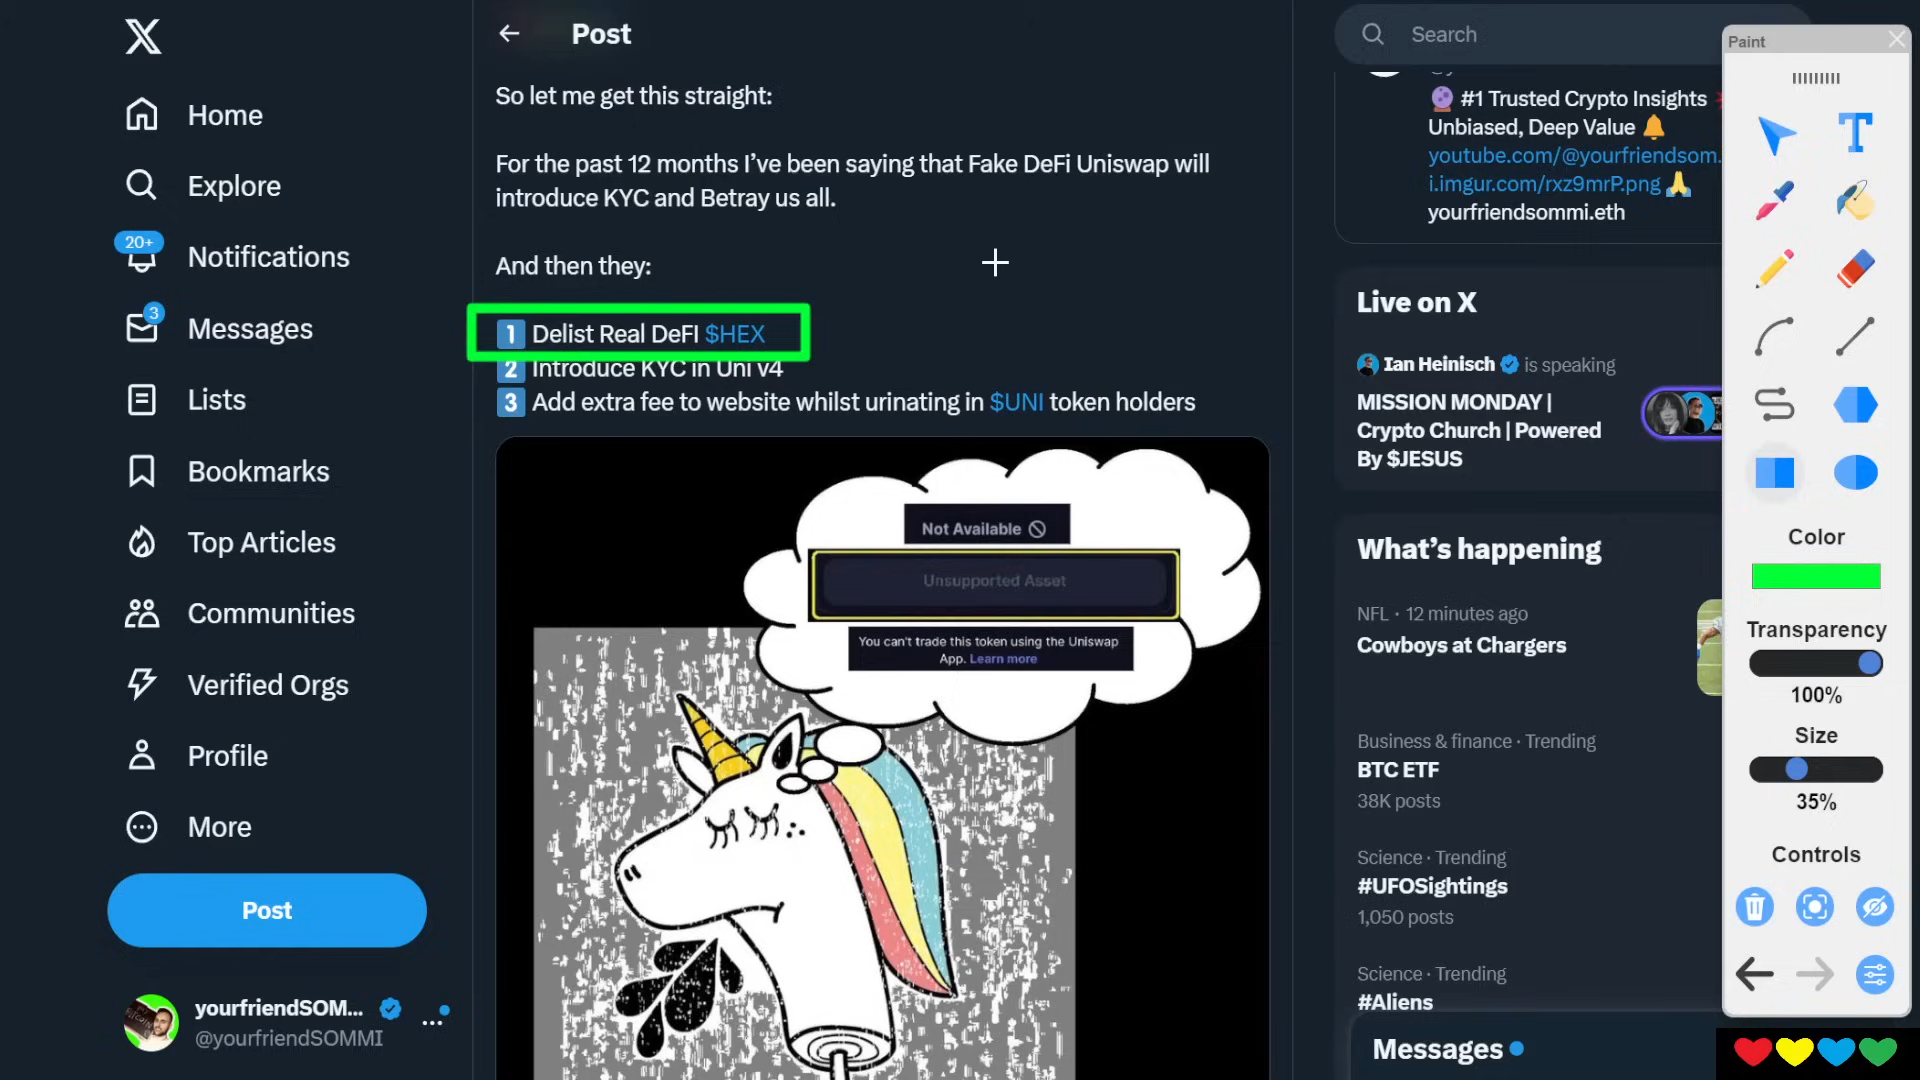 X
Home
Explore
20+
Notifications
3
Messages
Lists
Bookmarks
Top Articles
Communities
Verified Orgs
Profile
More
Post
yourfriendSOM...
@yourfriendSOMMI
Post
So let me get this straight:
For the past 12 months I’ve been saying that Fake DeFi Uniswap will
introduce KYC and Betray us all.
And then they:
1 Delist Real DeFI $HEX
2 Introduce KYC in Uni v4
3 Add extra fee to website whilst urinating in $UNI token holders
Not Available
Unsupported Asset
You can't trade this token using the Uniswap
App. Learn more
Search
#1 Trusted Crypto Insights
Unbiased, Deep Value
youtube.com/@yourfriendsom.
i.imgur.com/rxz9mrP.png
yourfriendsommi.eth
Live on X
Ian Heinisch is speaking
MISSION MONDAY |
Crypto Church | Powered
By $JESUS
What’s happening
NFL · 12 minutes ago
Cowboys at Chargers
Business & finance · Trending
BTC ETF
38K posts
Science · Trending
#UFOSightings
1,050 posts
Science · Trending
#Aliens
Messages
Paint
T
Color
Transparency
100%
Size
35%
Controls